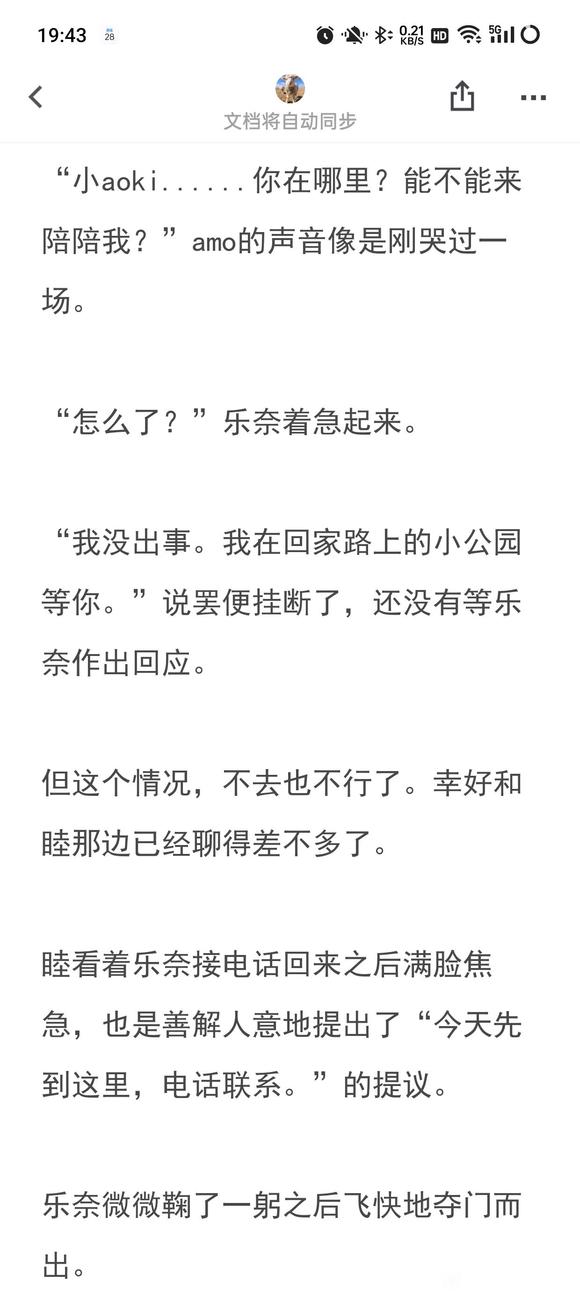 19:43
28
0.21
KB/S
HD
5G
文档将自动同步
“小aoki......你在哪里？能不能来
陪陪我？”amo的声音像是刚哭过一
场。
“怎么了？”乐奈着急起来。
“我没出事。我在回家路上的小公园
等你。”说罢便挂断了，还没有等乐
奈作出回应。
但这个情况，不去也不行了。幸好和
睦那边已经聊得差不多了。
睦看着乐奈接电话回来之后满脸焦
急，也是善解人意地提出了“今天先
到这里，电话联系。”的提议。
乐奈微微鞠了一躬之后飞快地夺门而
出。